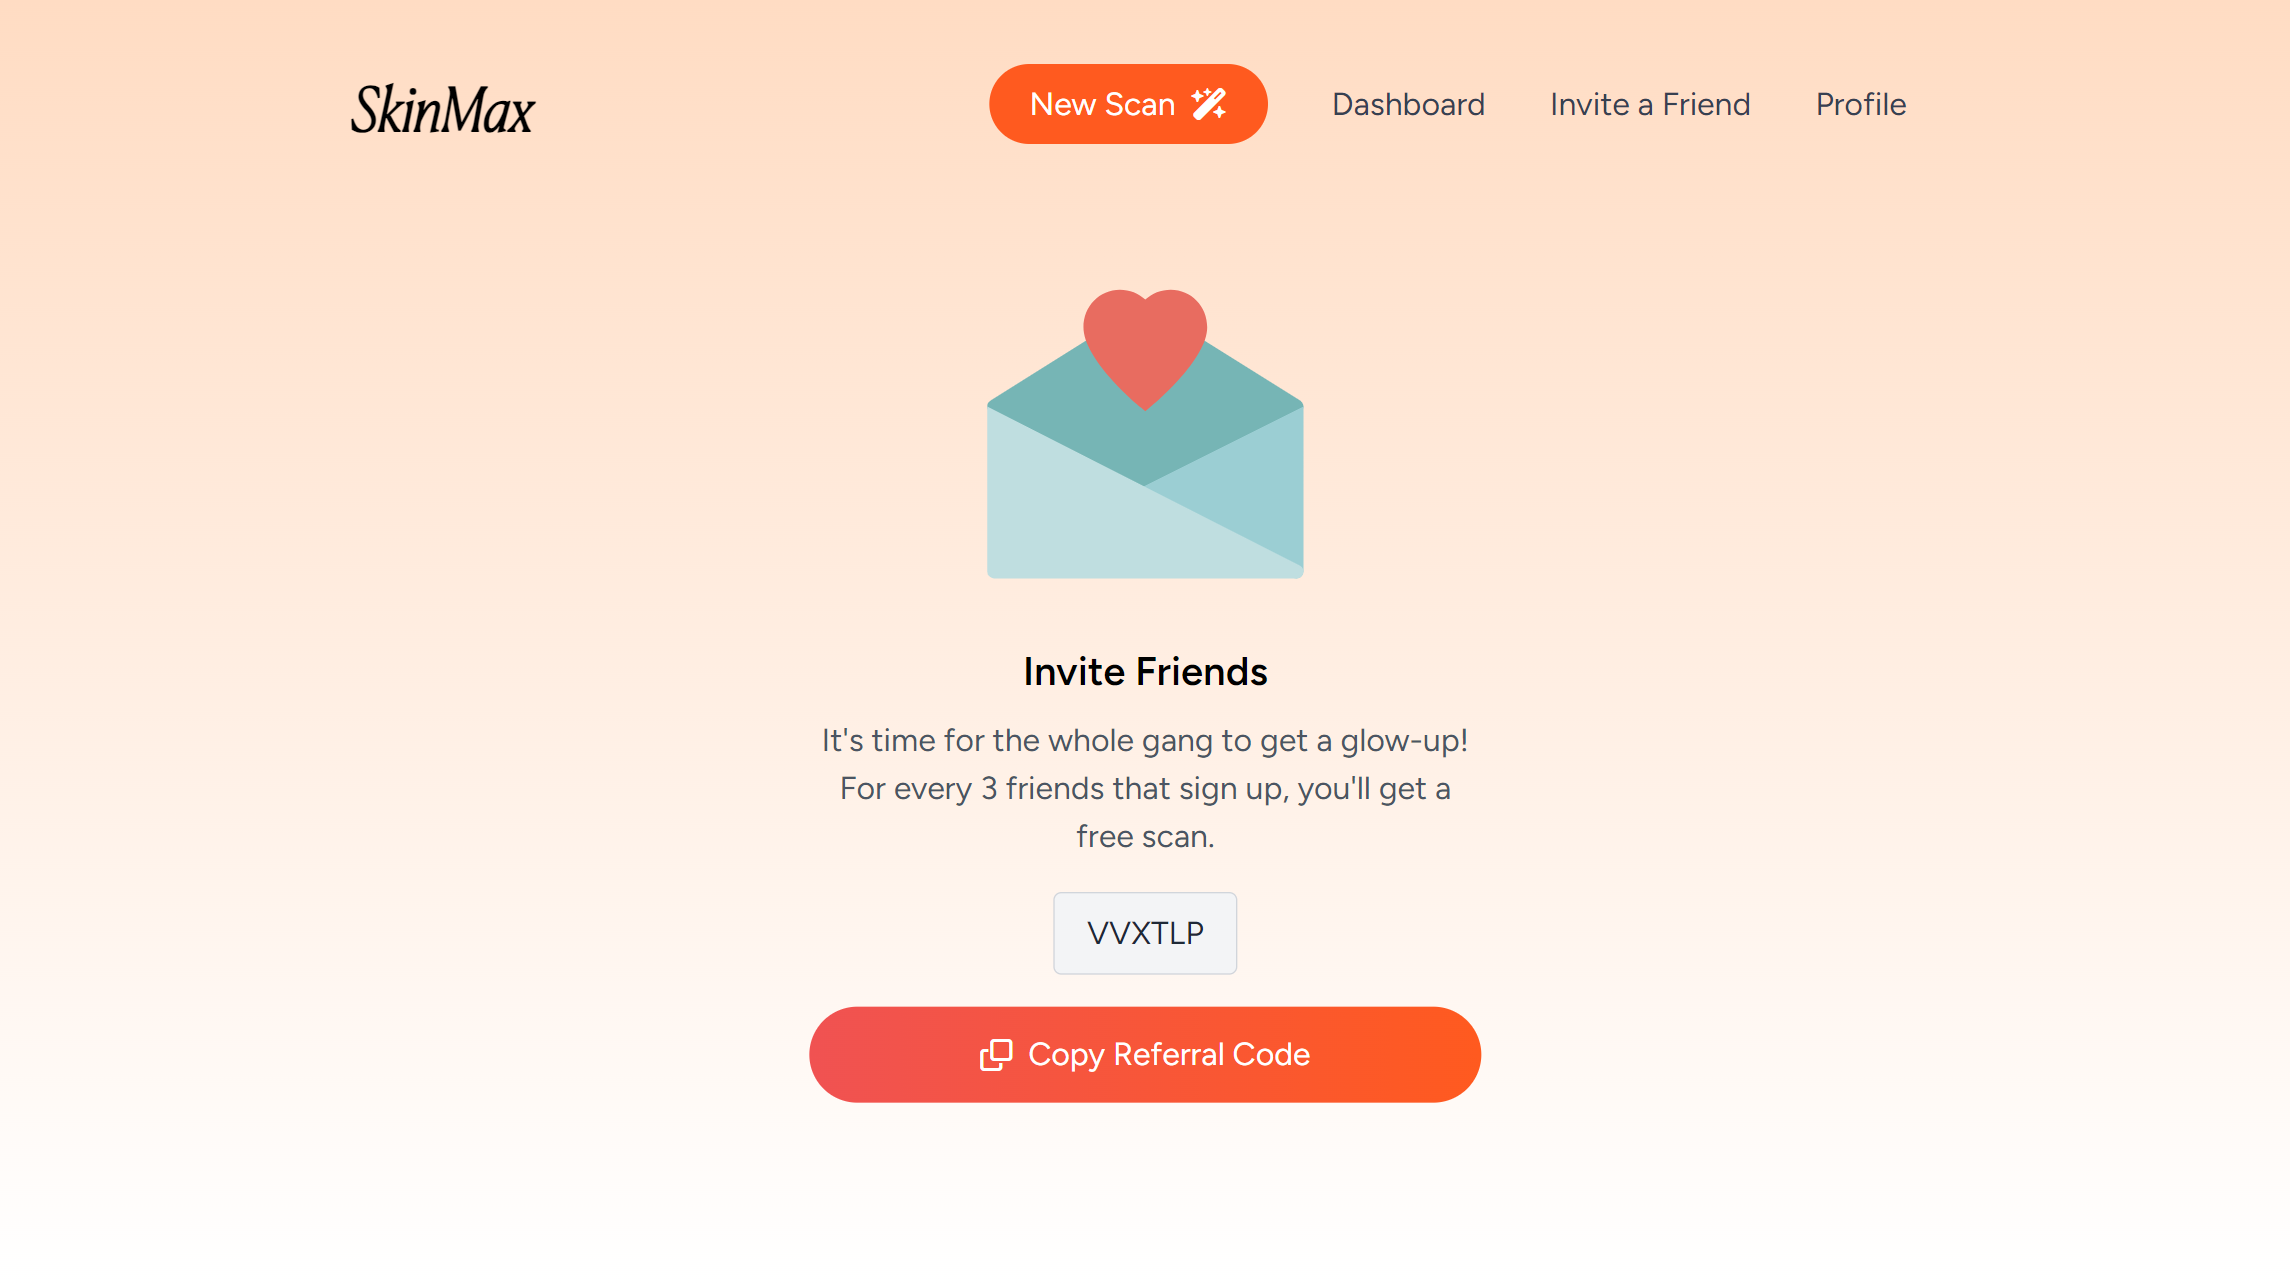 SkinMax
New Scan
Dashboard
Invite a Friend
Profile
Invite Friends
It's time for the whole gang to get a glow-up!
For every 3 friends that sign up, you'll get a
free scan.
VVXTLP
Copy Referral Code